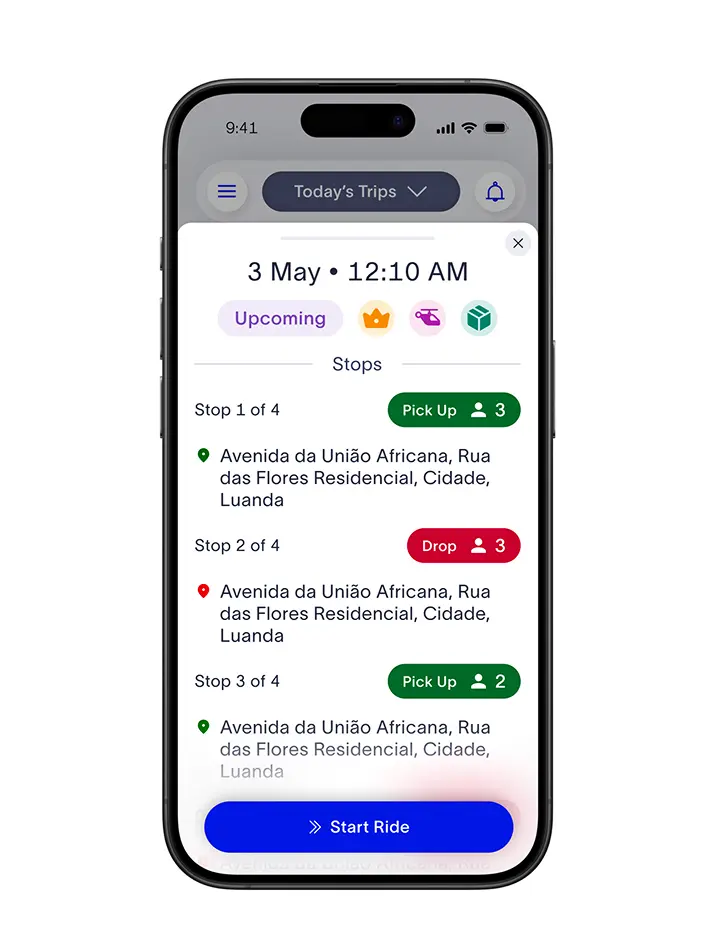 9:41
Today's Trips
3 May • 12:10 AM
Upcoming
Stops
Stop 1 of 4
Pick Up 3
Avenida da União Africana, Rua
das Flores Residencial, Cidade,
Luanda
Stop 2 of 4
Drop 3
Avenida da União Africana, Rua
das Flores Residencial, Cidade,
Luanda
Stop 3 of 4
Pick Up 2
Avenida da União Africana, Rua
das Flores Residencial, Cidade,
Luanda
Start Ride